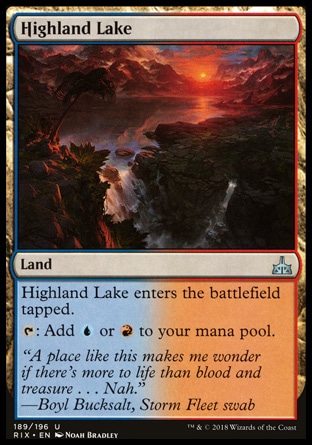 Highland Lake
Land
Highland Lake enters the battlefield
tapped.
: Add or to your mana pool.
"A place like this makes me wonder
if there's more to life than blood and
treasure . . . Nah."
—Boyl Bucksalt, Storm Fleet swab
189/196 U
RIX • EN Noah Bradley
™ & © 2018 Wizards of the Coast